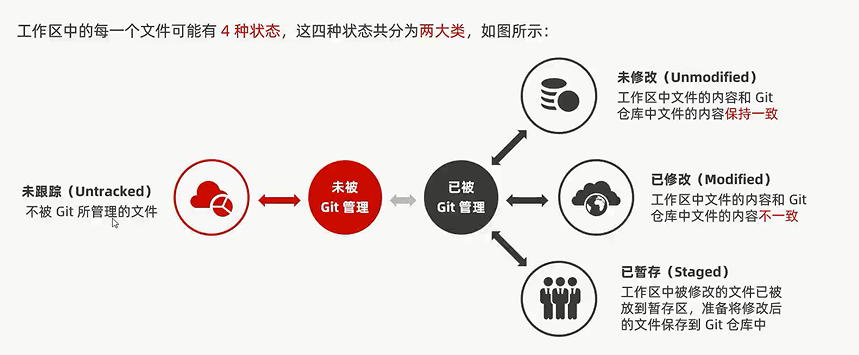 工作区中的每一个文件可能有 4 种状态，这四种状态共分为两大类，如图所示：
未修改（Unmodified）
工作区中文件的内容和 Git
仓库中文件的内容保持一致
未跟踪（Untracked）
不被 Git 所管理的文件
未被
Git 管理
已被
Git 管理
已修改（Modified）
工作区中文件的内容和 Git
仓库中文件的内容不一致
已暂存（Staged）
工作区中被修改的文件已被
放到暂存区，准备将修改后
的文件保存到 Git 仓库中